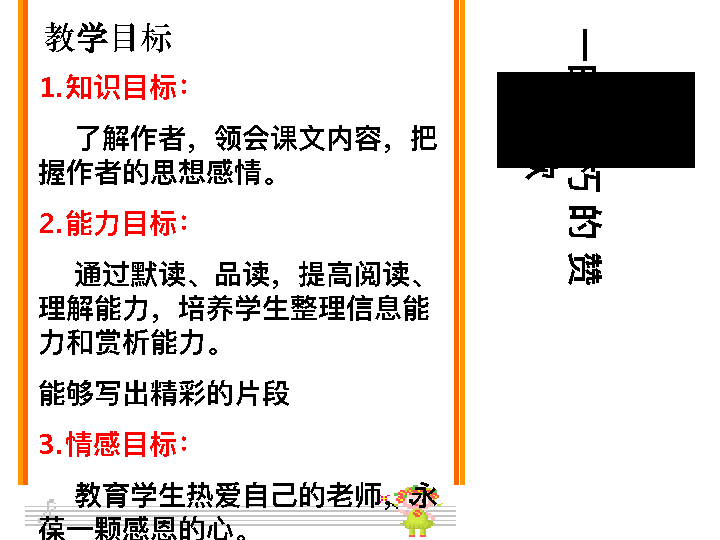 教学目标
1.知识目标：
了解作者，领会课文内容，把
握作者的思想感情。
2.能力目标：
通过默读、品读，提高阅读、
理解能力，培养学生整理信息能
力和赏析能力。
能够写出精彩的片段
3.情感目标：
教育学生热爱自己的老师，永
葆一颗感恩的心。
一
巧的赞